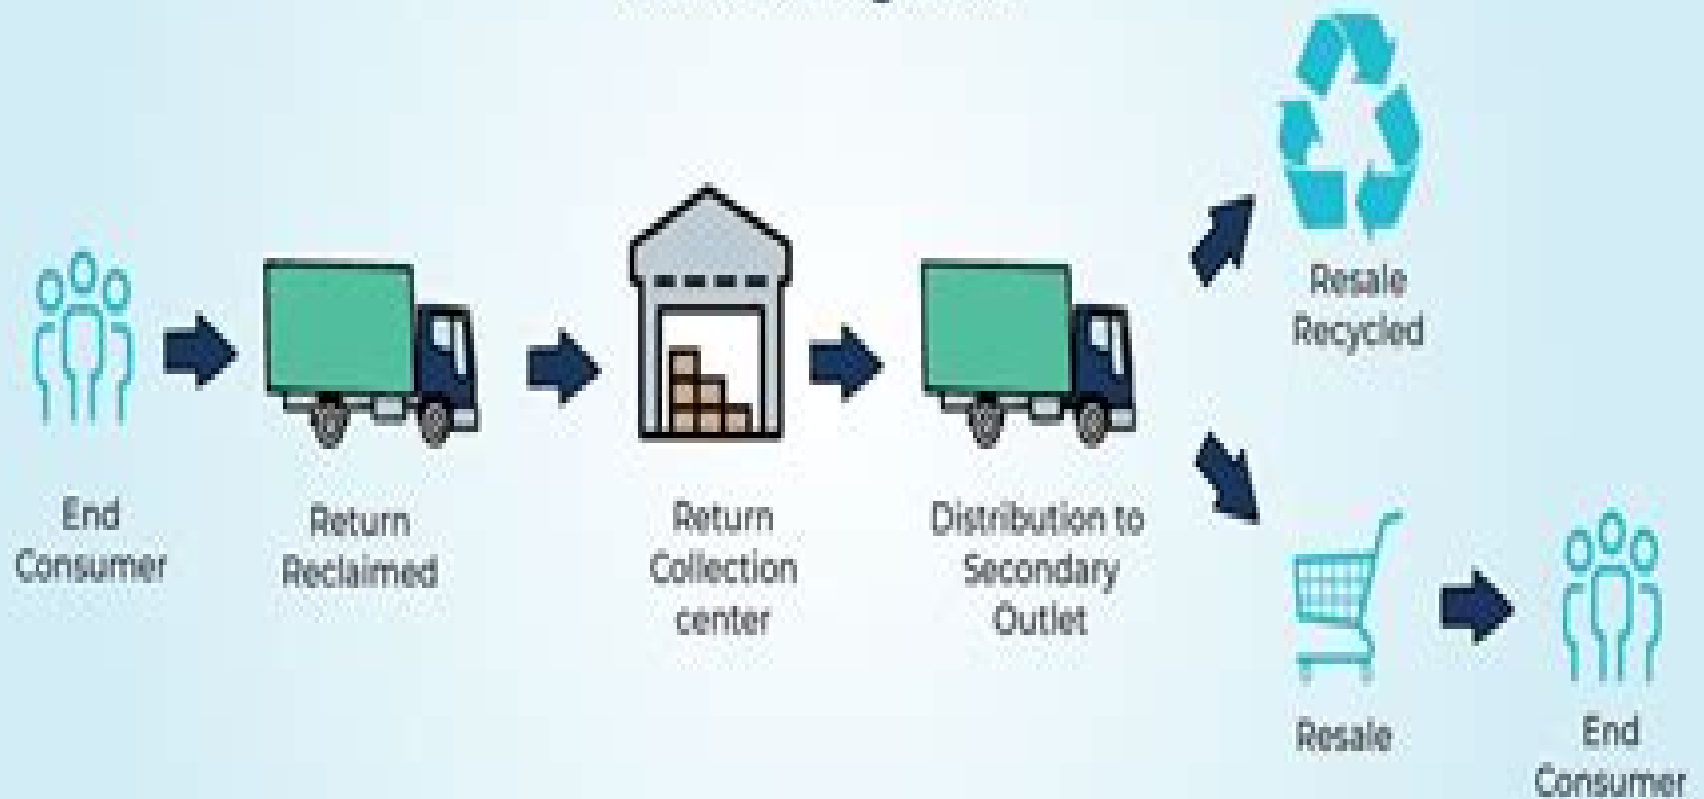 End
Consumer
Return
Reclaimed
Return
Collection
center
Distribution to
Secondary
Outlet
Resale
Recycled
Resale
End
Consumer